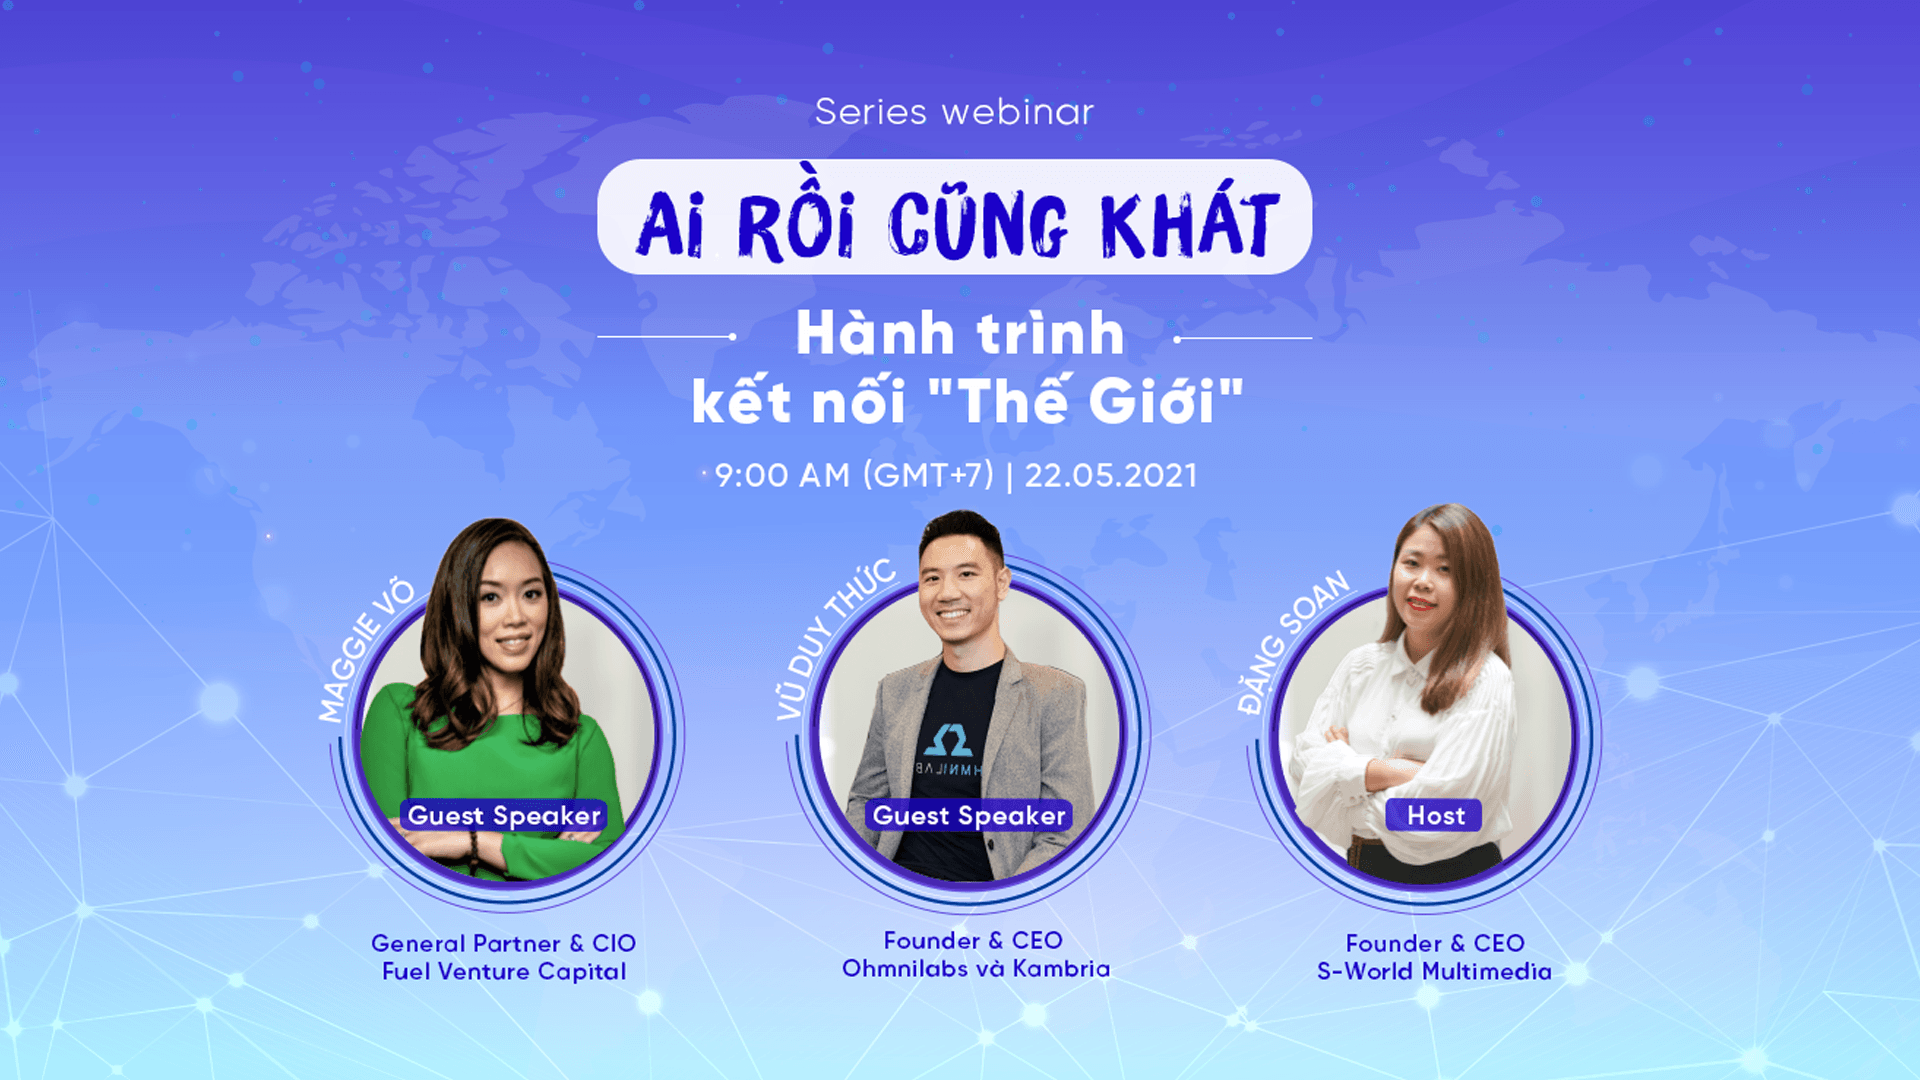 Series webinar
Ai RỒi CŨNG KHÁT
Hành trình
kết nối "Thế Giới"
9:00 AM (GMT+7) | 22.05.2021
MAGGIE VÕ
Guest Speaker
General Partner & CIO
Fuel Venture Capital
VŨ DUY THỨC
Guest Speaker
Founder & CEO
Ohmnilabs và Kambria
ĐẶNG SOAN
Host
Founder & CEO
S-World Multimedia